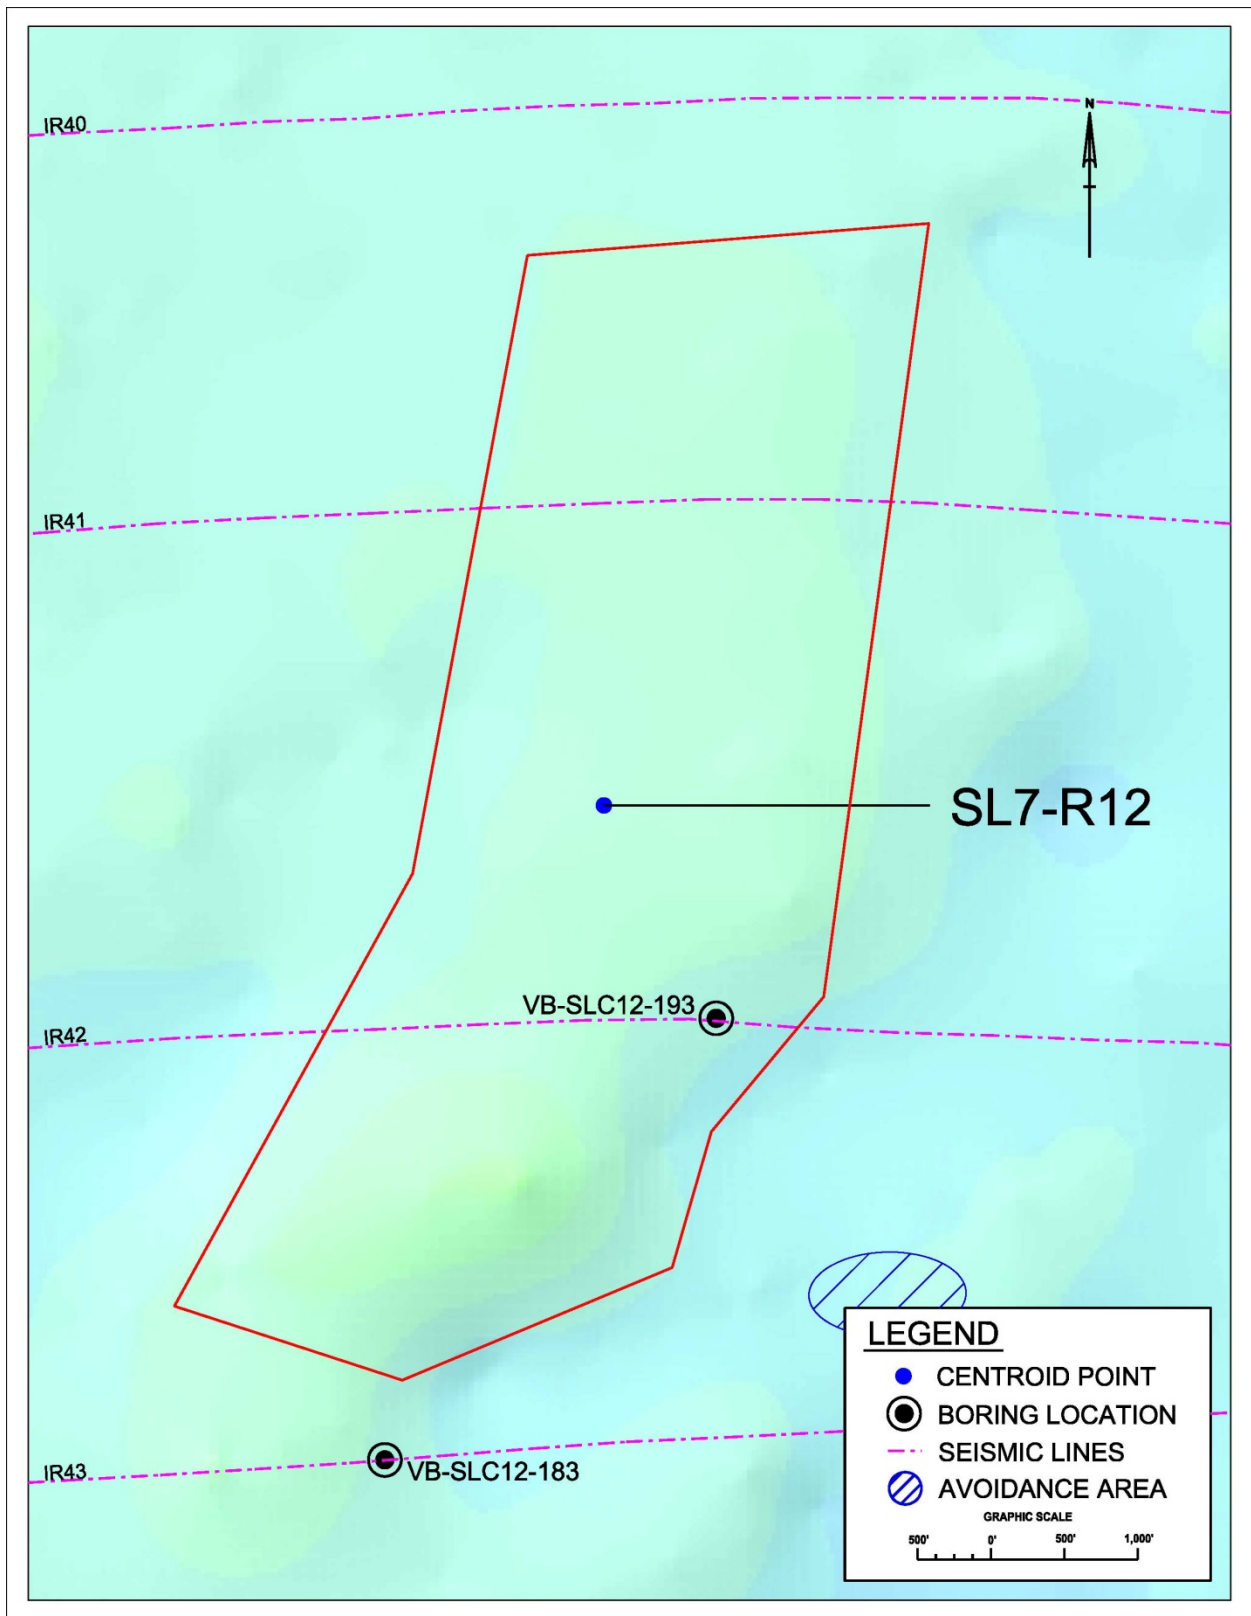 IR40
N
IR41
SL7-R12
VB-SLC12-193
IR42
LEGEND
CENTROID POINT
BORING LOCATION
SEISMIC LINES
IR43
VB-SLC12-183
AVOIDANCE AREA
GRAPHIC SCALE
500' 0' 500' 1,000'